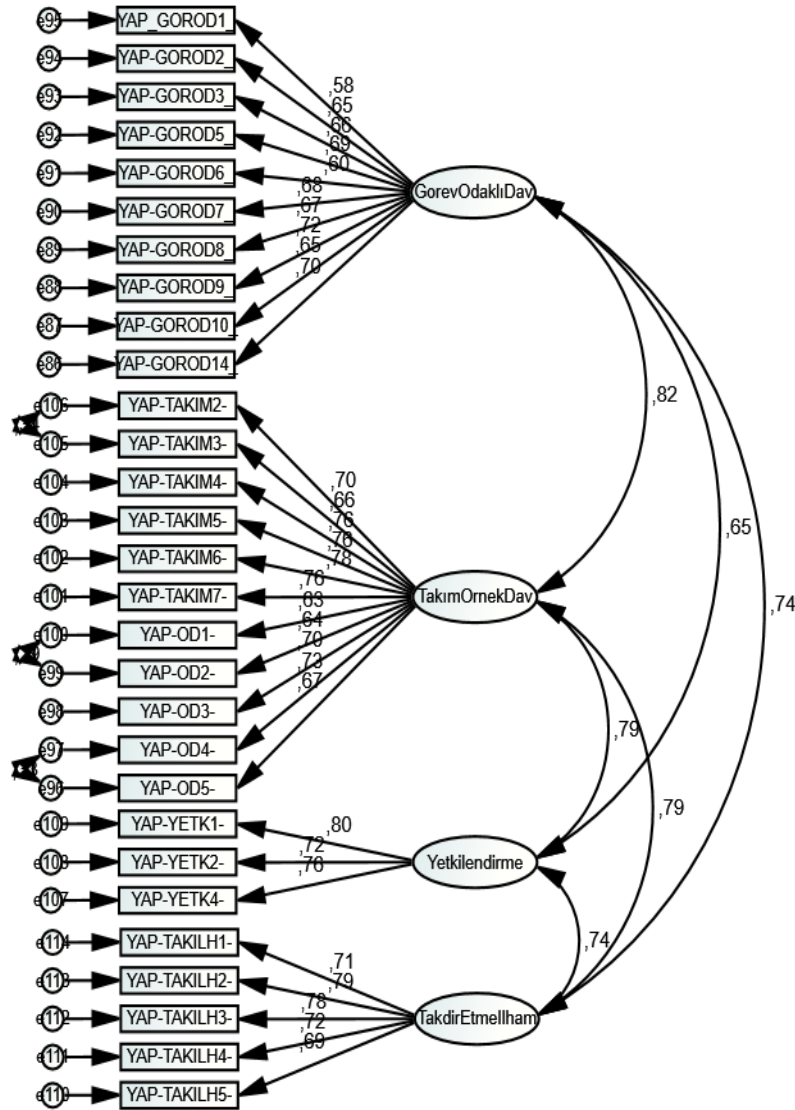 e95 YAP_GOROD1_
e94 YAP-GOROD2_
e93 YAP-GOROD3_
e92 YAP-GOROD5_
e91 YAP-GOROD6_
e90 YAP-GOROD7_
e89 YAP-GOROD8_
e88 YAP-GOROD9_
e87 YAP-GOROD10_
e86 YAP-GOROD14_
,58
,65
,66
,69
,60
,68
,67
,72
,65
,70
GorevOdaklıDav
e106 YAP-TAKIM2-
e105 YAP-TAKIM3-
e104 YAP-TAKIM4-
e103 YAP-TAKIM5-
e102 YAP-TAKIM6-
e101 YAP-TAKIM7-
e100 YAP-OD1-
e99 YAP-OD2-
e98 YAP-OD3-
e97 YAP-OD4-
e96 YAP-OD5-
,70
,66
,76
,76
,78
,76
,63
,64
,70
,73
,67
TakımOrnekDav
e109 YAP-YETK1-
e108 YAP-YETK2-
e107 YAP-YETK4-
,80
,72
,76
Yetkilendirme
e114 YAP-TAKILH1-
e113 YAP-TAKILH2-
e112 YAP-TAKILH3-
e111 YAP-TAKILH4-
e110 YAP-TAKILH5-
,71
,79
,78
,72
,69
TakdirEtmeIlham
,82
,65
,74
,79
,79
,74